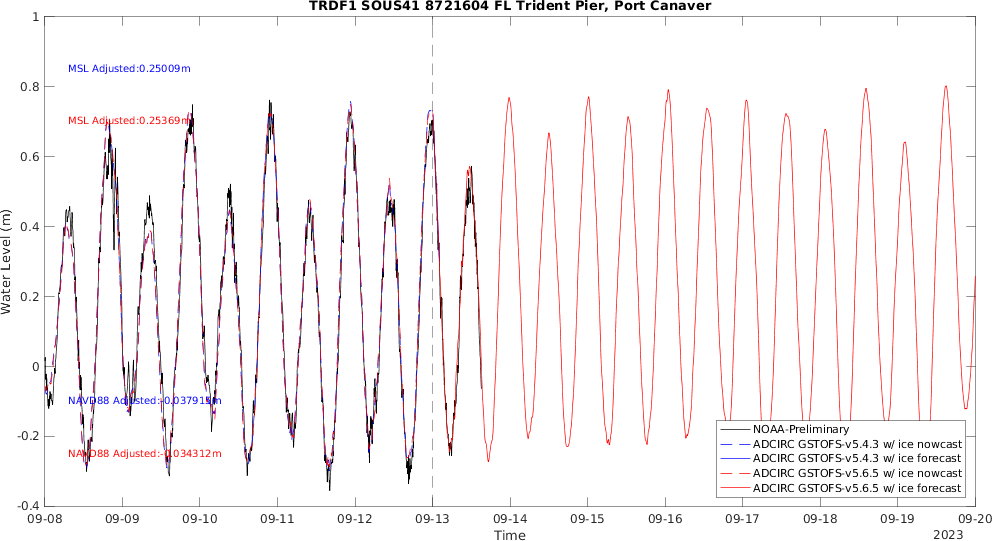 TRDF1 SOUS41 8721604 FL Trident Pier, Port Canaver
1
0.8
0.6
0.4
0.2
0
-0.2
-0.4
Water Level (m)
MSL Adjusted:0.25009m
MSL Adjusted:0.25369m
NAVD88 Adjusted:-0.037915m
NAVD88 Adjusted:-0.034312m
NOAA-Preliminary
ADCIRC GSTOFS-v5.4.3 w/ ice nowcast
ADCIRC GSTOFS-v5.4.3 w/ ice forecast
ADCIRC GSTOFS-v5.6.5 w/ ice nowcast
ADCIRC GSTOFS-v5.6.5 w/ ice forecast
09-08 09-09 09-10 09-11 09-12 09-13 09-14 09-15 09-16 09-17 09-18 09-19 09-20
Time
2023